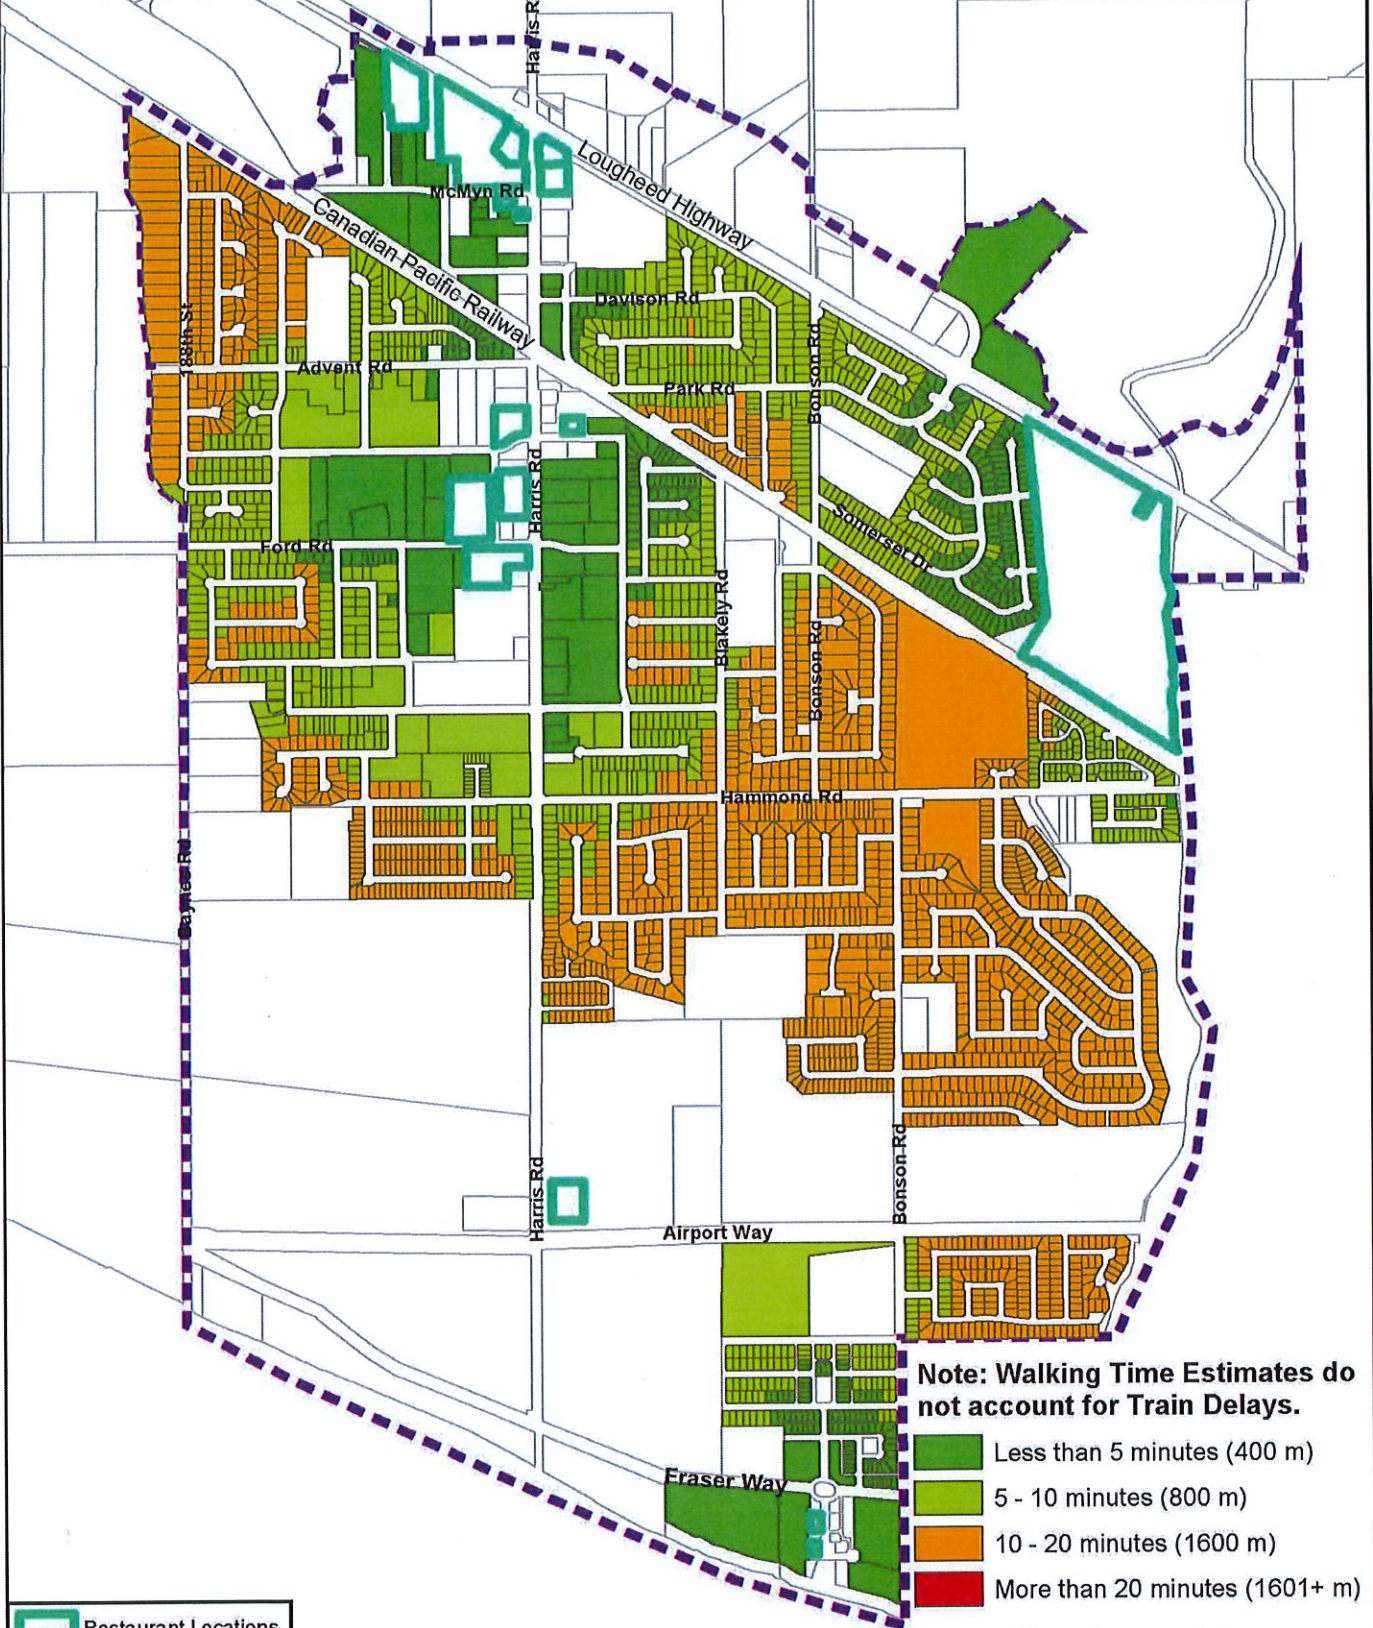 Harris R
Lougheed Highway
McMyn Rd
Canadian Pacific Railway
Davison Rd
188th St
Advent Rd
Park Rd
Bonson Rd
Harris Rd
Somerset Dr
Ford Rd
Blakely Rd
Bonson Rd
Hammond Rd
Baynes Rd
Harris Rd
Bonson Rd
Airport Way
Fraser Way
Note: Walking Time Estimates do
not account for Train Delays.
Less than 5 minutes (400 m)
5 - 10 minutes (800 m)
10 - 20 minutes (1600 m)
More than 20 minutes (1601+ m)
Restaurant Locations